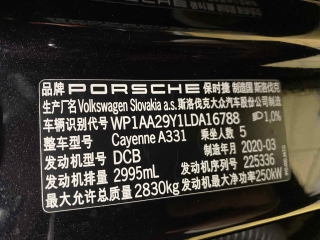 品牌 PORSCHE 保时捷 制造国 斯洛伐克
生产厂名 Volkswagen Slovakia a.s. 斯洛伐克大众汽车股份制造
车辆识别代号 WP1AA29Y1LDA16788 1,0%
整车型号 Cayenne A331 乘坐人数 5
发动机型号 DCB 制造年月 2020-03
发动机排量 2995mL 发动机序列号 225336
最大允许总质量 2830kg 发动机最大净功率 250kW